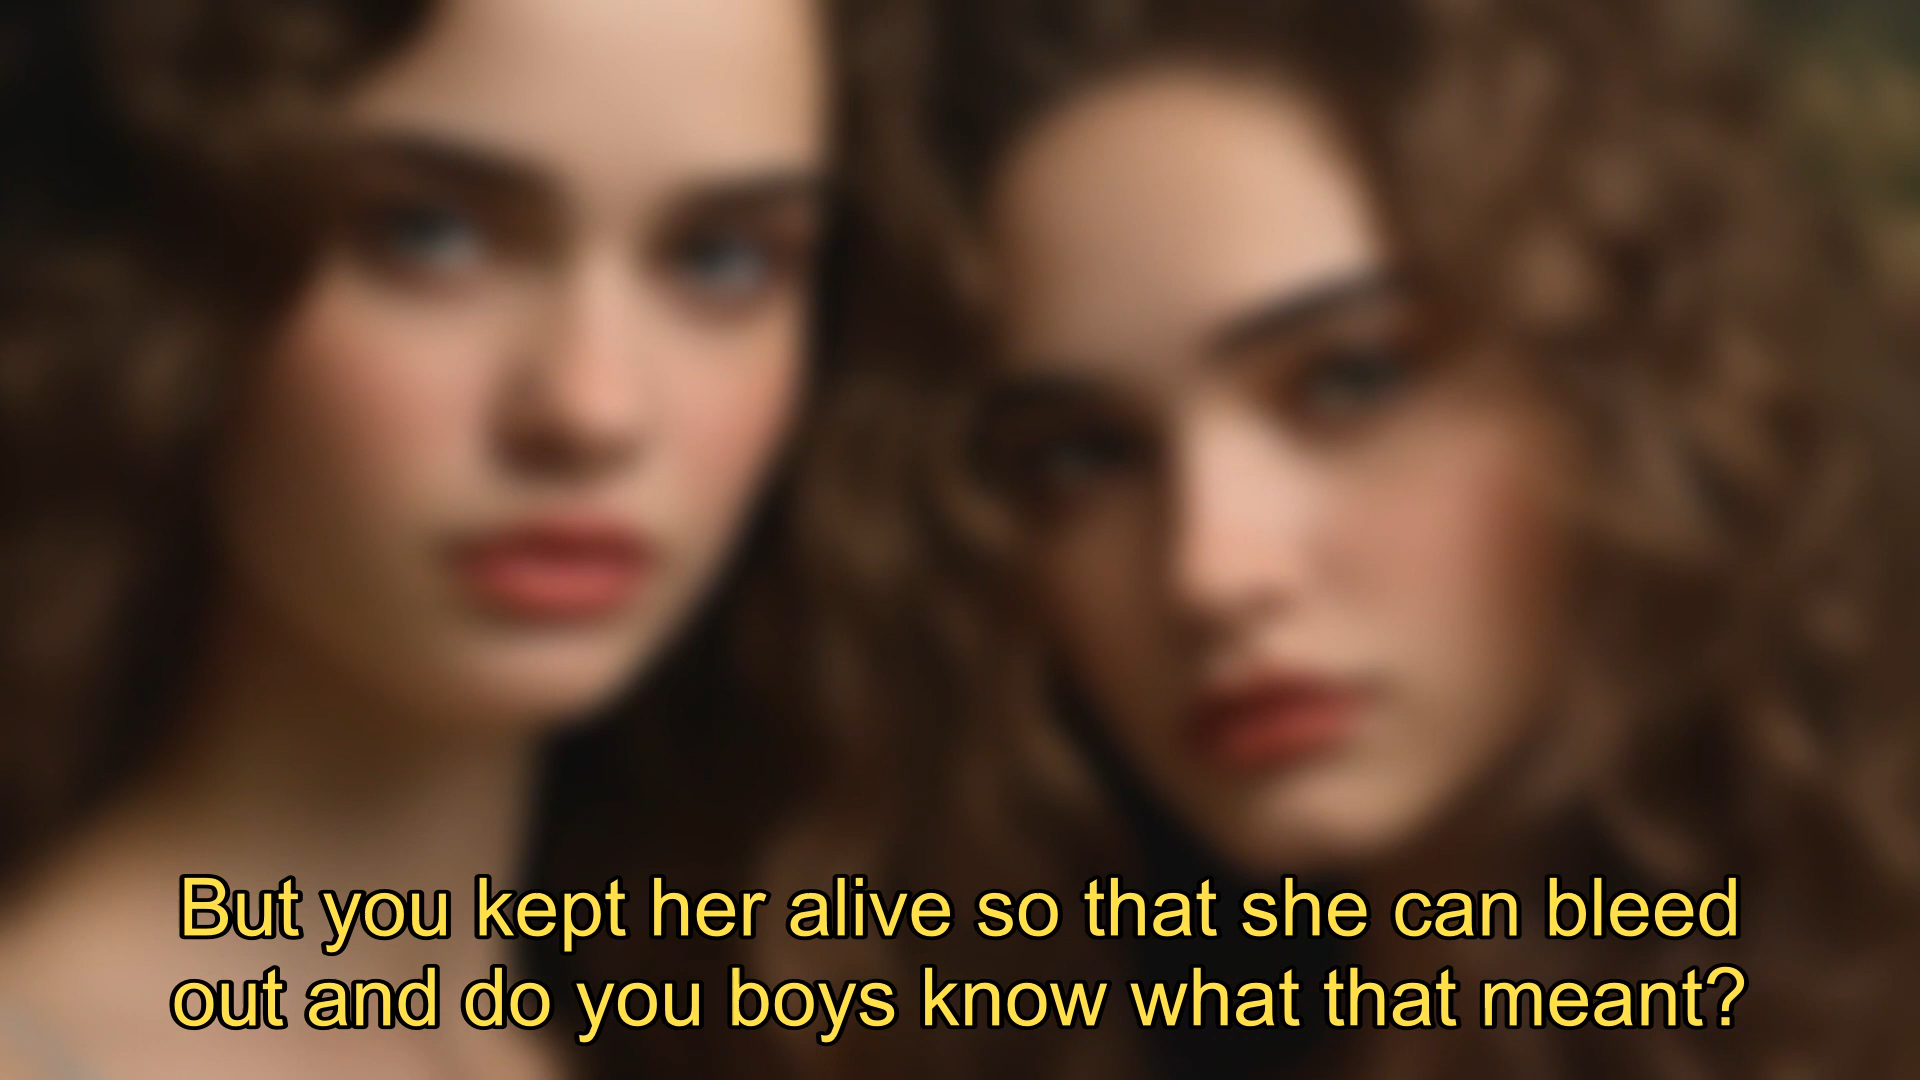 But you kept her alive so that she can bleed
out and do you boys know what that meant?